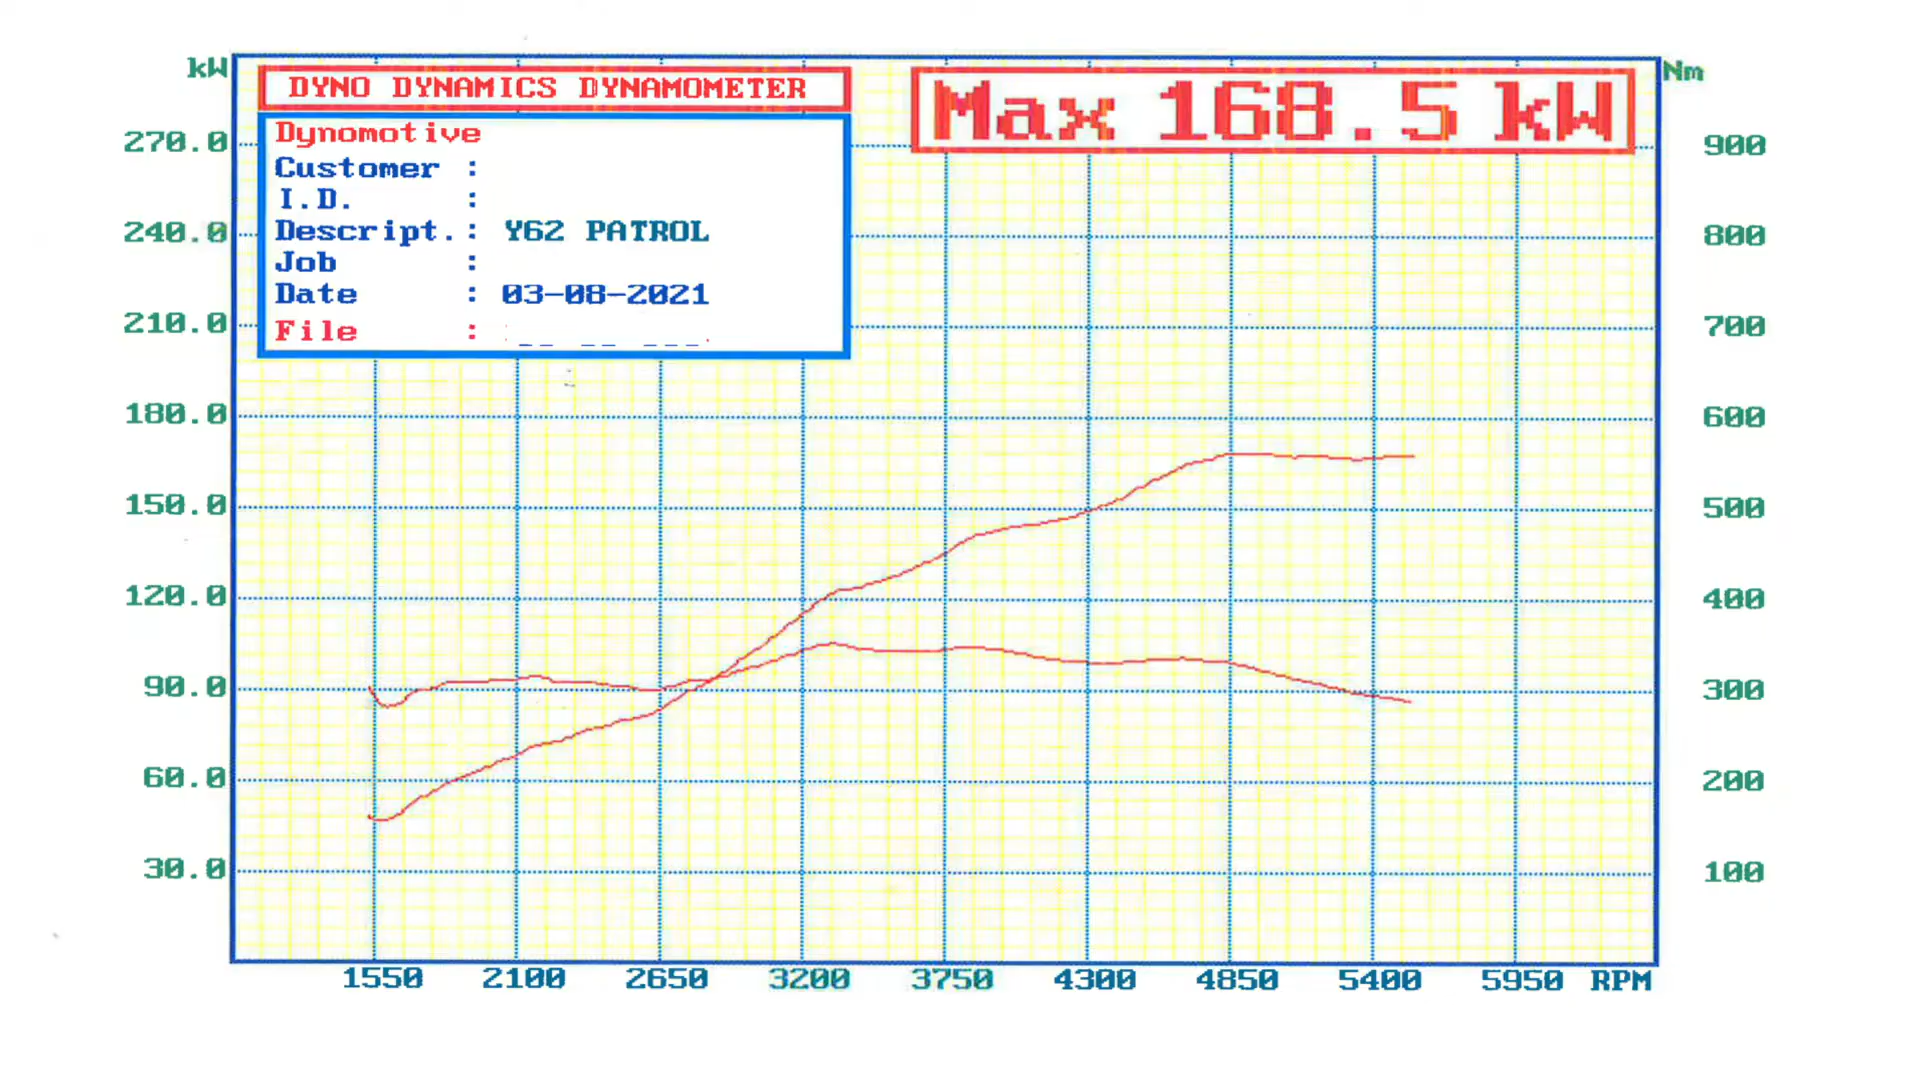 kW
DYNO DYNAMICS DYNAMOMETER
Max 168.5 kW
Nm
Dynomotive
Customer :
I.D. :
Descript. : Y62 PATROL
Job :
Date : 03-08-2021
File :
270.0
240.0
210.0
180.0
150.0
120.0
90.0
60.0
30.0
900
800
700
600
500
400
300
200
100
1550 2100 2650 3200 3750 4300 4850 5400 5950 RPM